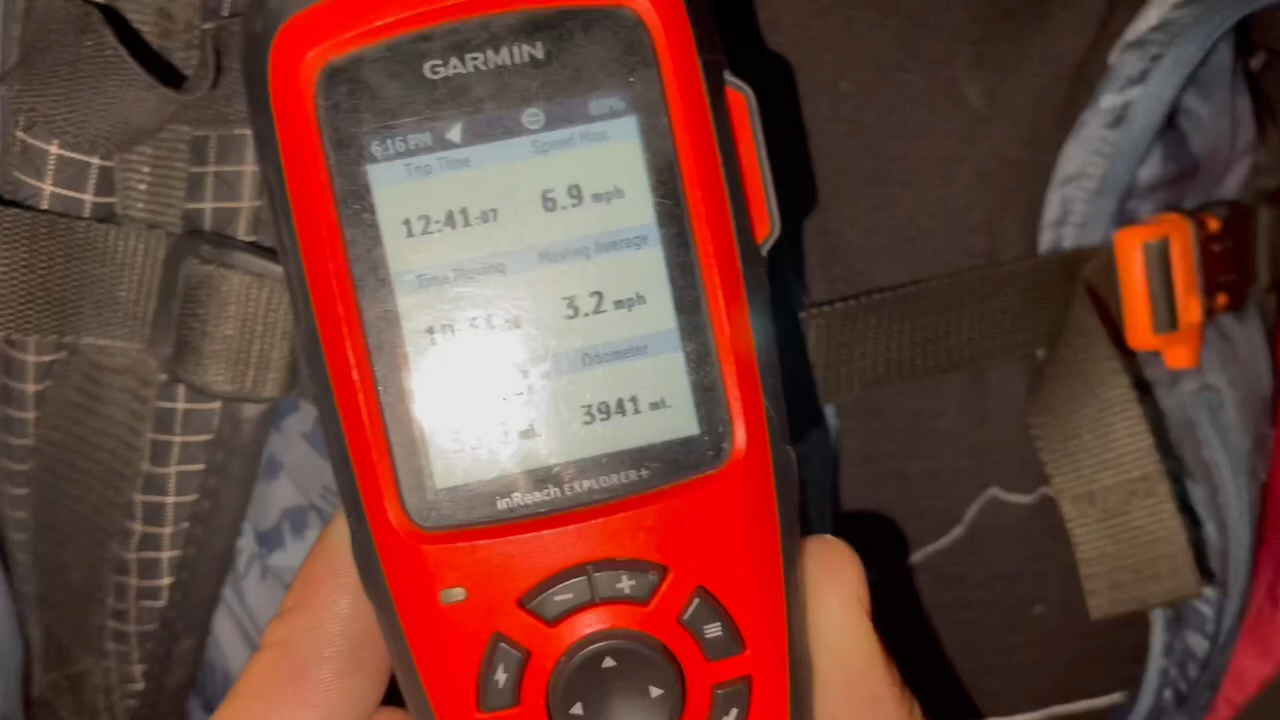 GARMIN
6:16 PM
Trip Time
Speed Max.
12:41:07
6.9 mph
Time Moving
Moving Average
3.2 mph
Odometer
3941 mi.
mi.
inReach EXPLORER+